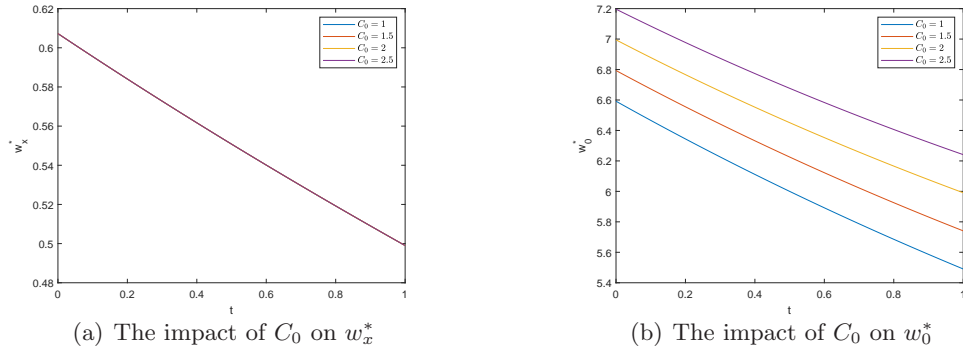 0.62
0.6
0.58
0.56
0.54
0.52
0.5
0.48
w*x
0 0.2 0.4 0.6 0.8 1
t
C0 = 1
C0 = 1.5
C0 = 2
C0 = 2.5
(a) The impact of C0 on w*x
7.2
7
6.8
6.6
6.4
6.2
6
5.8
5.6
5.4
w*0
0 0.2 0.4 0.6 0.8 1
t
C0 = 1
C0 = 1.5
C0 = 2
C0 = 2.5
(b) The impact of C0 on w*0